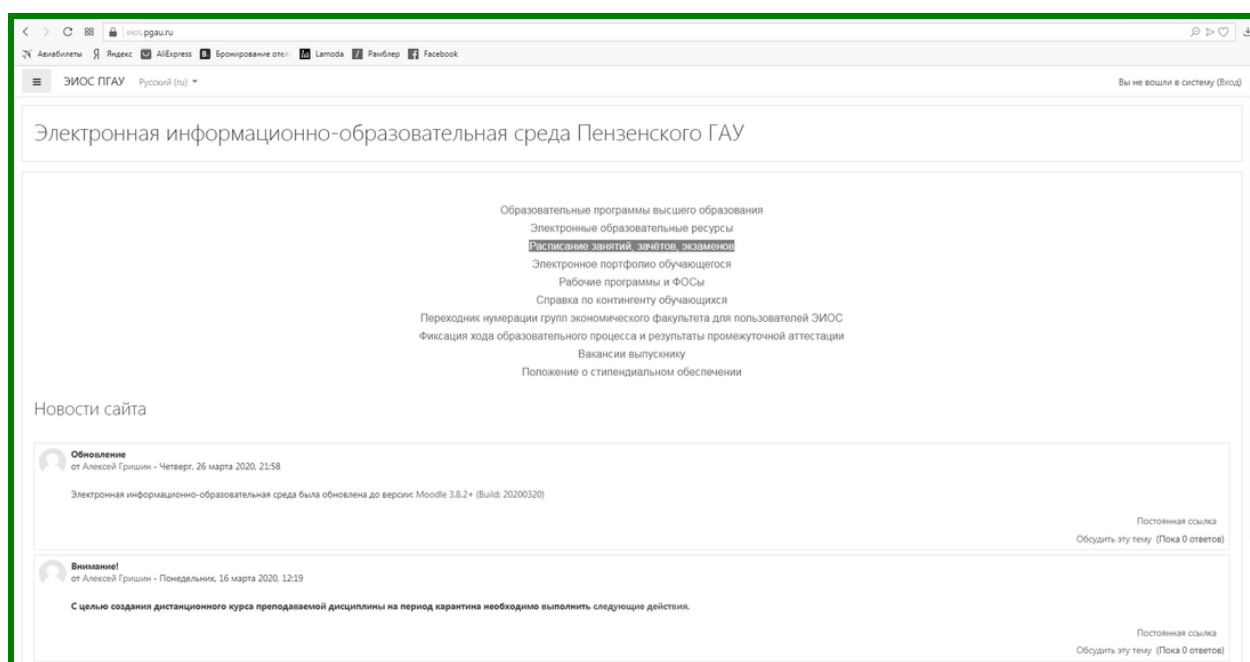 88 eios.pgau.ru
Авиабилеты Яндекс AliExpress Бронирование отел Lamoda Рамблер Facebook
ЭИОС ПГАУ Русский (ru) Вы не вошли в систему (Вход)
Электронная информационно-образовательная среда Пензенского ГАУ
Образовательные программы высшего образования
Электронные образовательные ресурсы
Расписание занятий, зачётов, экзаменов
Электронное портфолио обучающегося
Рабочие программы и ФОСы
Справка по контингенту обучающихся
Переходник нумерации групп экономического факультета для пользователей ЭИОС
Фиксация хода образовательного процесса и результаты промежуточной аттестации
Вакансии выпускнику
Положение о стипендиальном обеспечении
Новости сайта
Обновление
от Алексей Гришин - Четверг, 26 марта 2020, 21:58
Электронная информационно-образовательная среда была обновлена до версии: Moodle 3.8.2+ (Build: 20200320)
Постоянная ссылка
Обсудить эту тему (Пока 0 ответов)
Внимание!
от Алексей Гришин - Понедельник, 16 марта 2020, 12:19
С целью создания дистанционного курса преподаваемой дисциплины на период карантина необходимо выполнить следующие действия.
Постоянная ссылка
Обсудить эту тему (Пока 0 ответов)